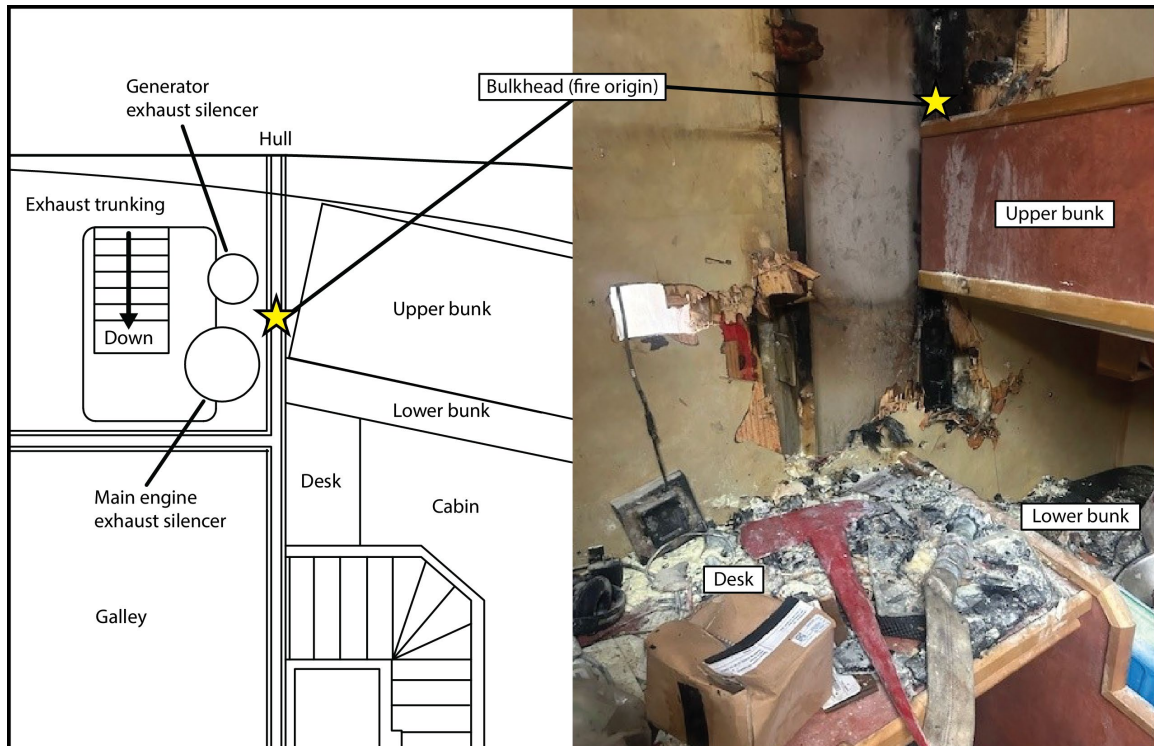 Generator
exhaust silencer
Hull
Bulkhead (fire origin)
Exhaust trunking
Upper bunk
Down
Upper bunk
Lower bunk
Desk
Cabin
Main engine
exhaust silencer
Galley
Lower bunk
Desk